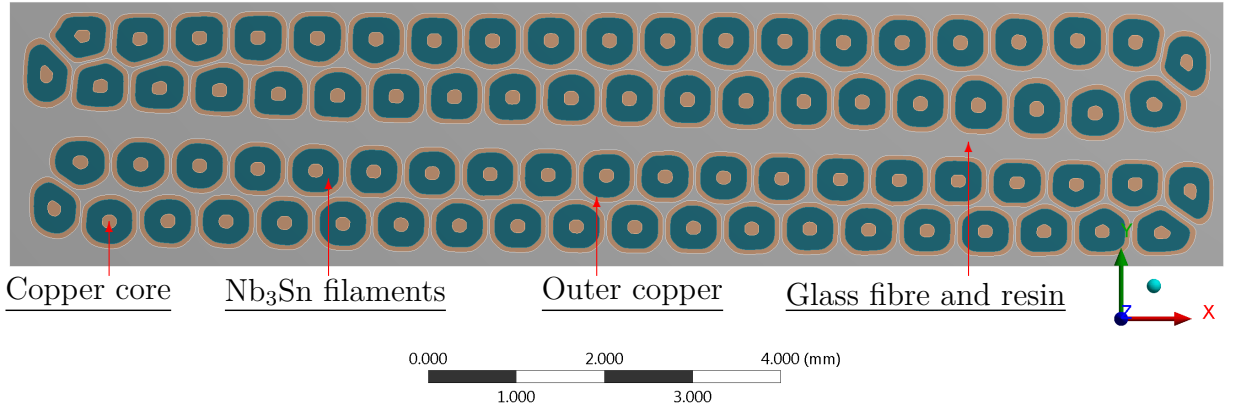 Copper core
Nb₃Sn filaments
Outer copper
Glass fibre and resin
Y
Z
X
0.000 2.000 4.000 (mm)
1.000 3.000